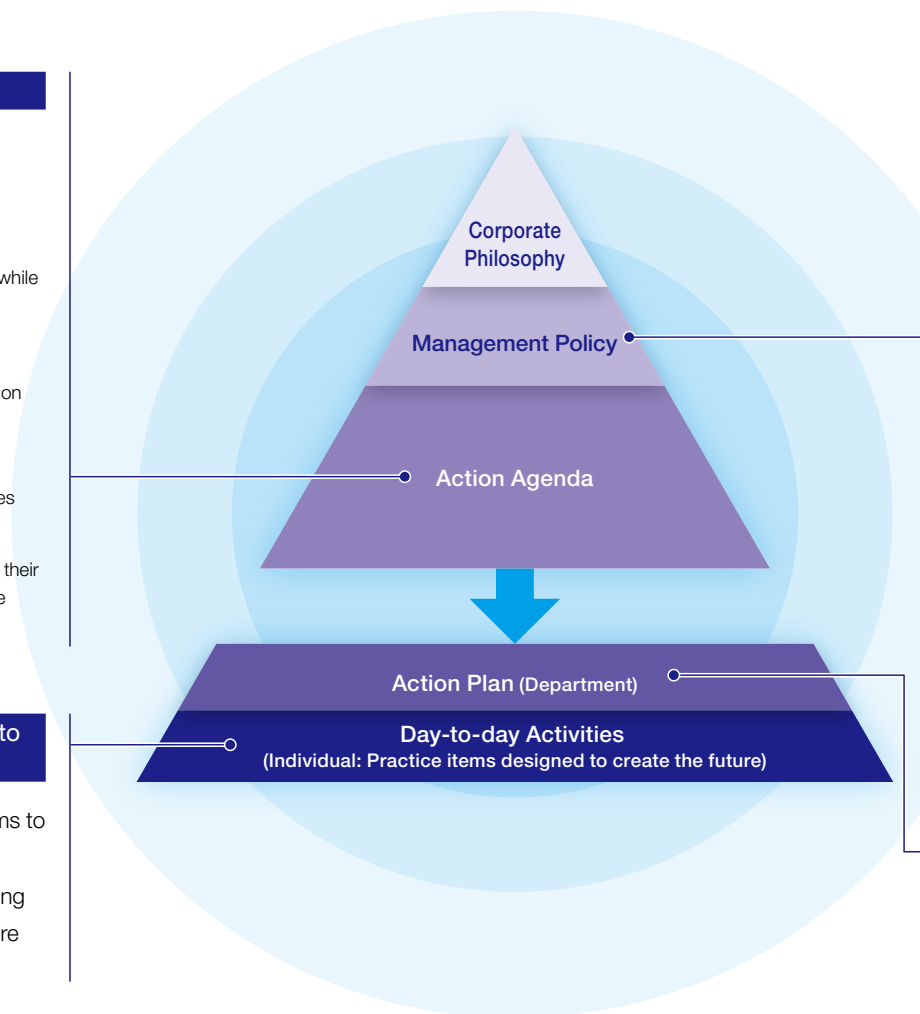 while
on
es
their
e
to
ns to
ng
re
Corporate
Philosophy
Management Policy
Action Agenda
Action Plan (Department)
Day-to-day Activities
(Individual: Practice items designed to create the future)